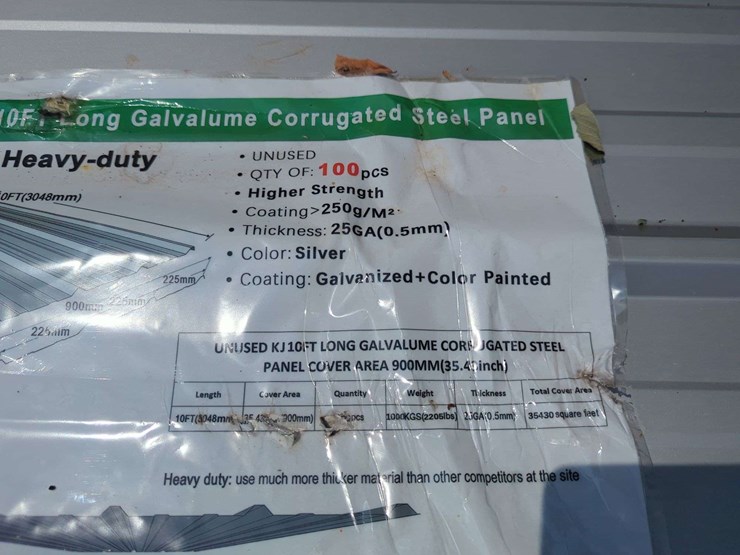 Long Galvalume Corrugated Steel Panel
Heavy-duty
0FT(3048mm)
• UNUSED
• QTY OF: 100pcs
• Higher Strength
• Coating>250g/M²
• Thickness: 25GA(0.5mm)
• Color: Silver
• Coating: Galvanized+Color Painted
225mm
900mm
225mm
225mm
UNUSED KJ 10FT LONG GALVALUME CORRUGATED STEEL
PANEL COVER AREA 900MM(35.43inch)
Length Cover Area Quantity Weight Thickness Total Cover Area
10FT(3048mm) 1000KGS(2205lbs) 25GA(0.5mm) 35430 square feet
Heavy duty: use much more thicker material than other competitors at the site